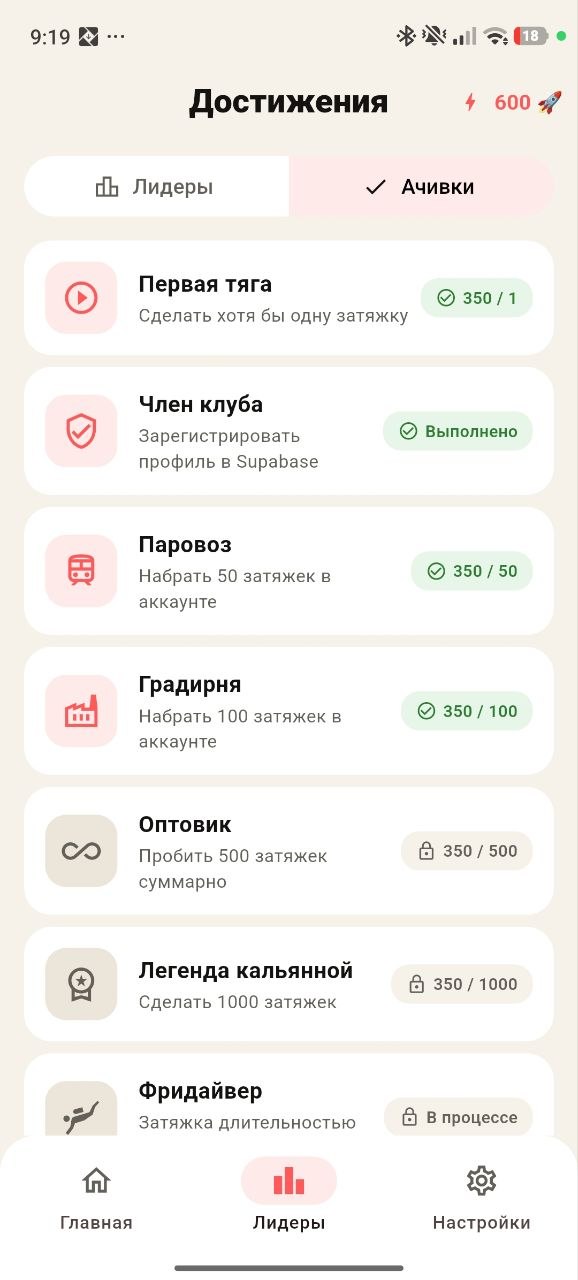 9:19
18
Достижения
600
Лидеры
Ачивки
Первая тяга
Сделать хотя бы одну затяжку
350 / 1
Член клуба
Зарегистрировать
профиль в Supabase
Выполнено
Паровоз
Набрать 50 затяжек в
аккаунте
350 / 50
Градирня
Набрать 100 затяжек в
аккаунте
350 / 100
Оптовик
Пробить 500 затяжек
суммарно
350 / 500
Легенда кальянной
Сделать 1000 затяжек
350 / 1000
Фридайвер
Затяжка длительностью
В процессе
Главная
Лидеры
Настройки